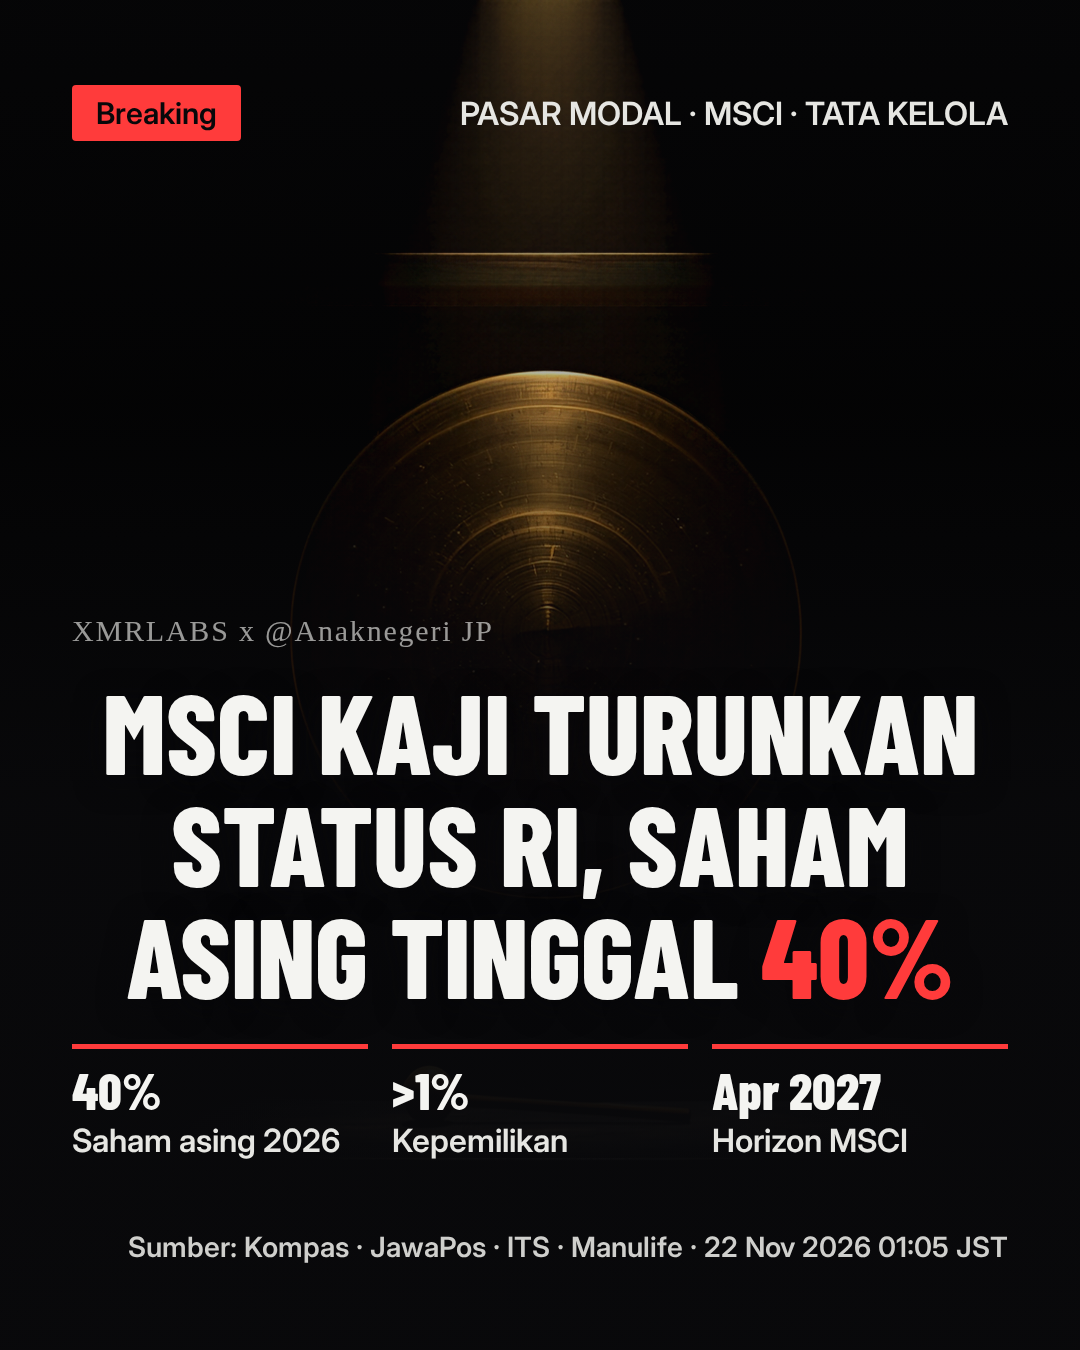 Breaking
PASAR MODAL · MSCI · TATA KELOLA
XMRLABS x @Anaknegeri JP
MSCI KAJI TURUNKAN
STATUS RI, SAHAM
ASING TINGGAL 40%
40%
Saham asing 2026
>1%
Kepemilikan
Apr 2027
Horizon MSCI
Sumber: Kompas · JawaPos · ITS · Manulife · 22 Nov 2026 01:05 JST